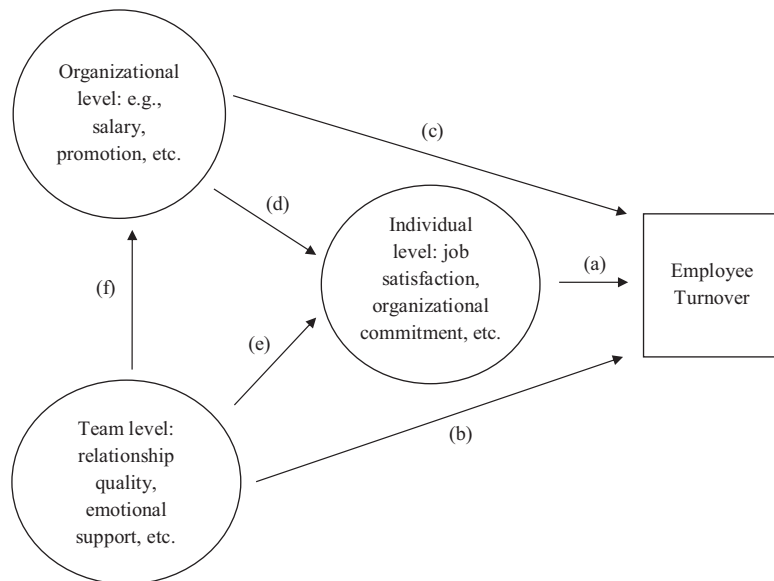 Organizational
level: e.g.,
salary,
promotion, etc.
(c)
(d)
Individual
level: job
satisfaction,
organizational
commitment, etc.
(a)
Employee
Turnover
(f)
(e)
Team level:
relationship
quality,
emotional
support, etc.
(b)